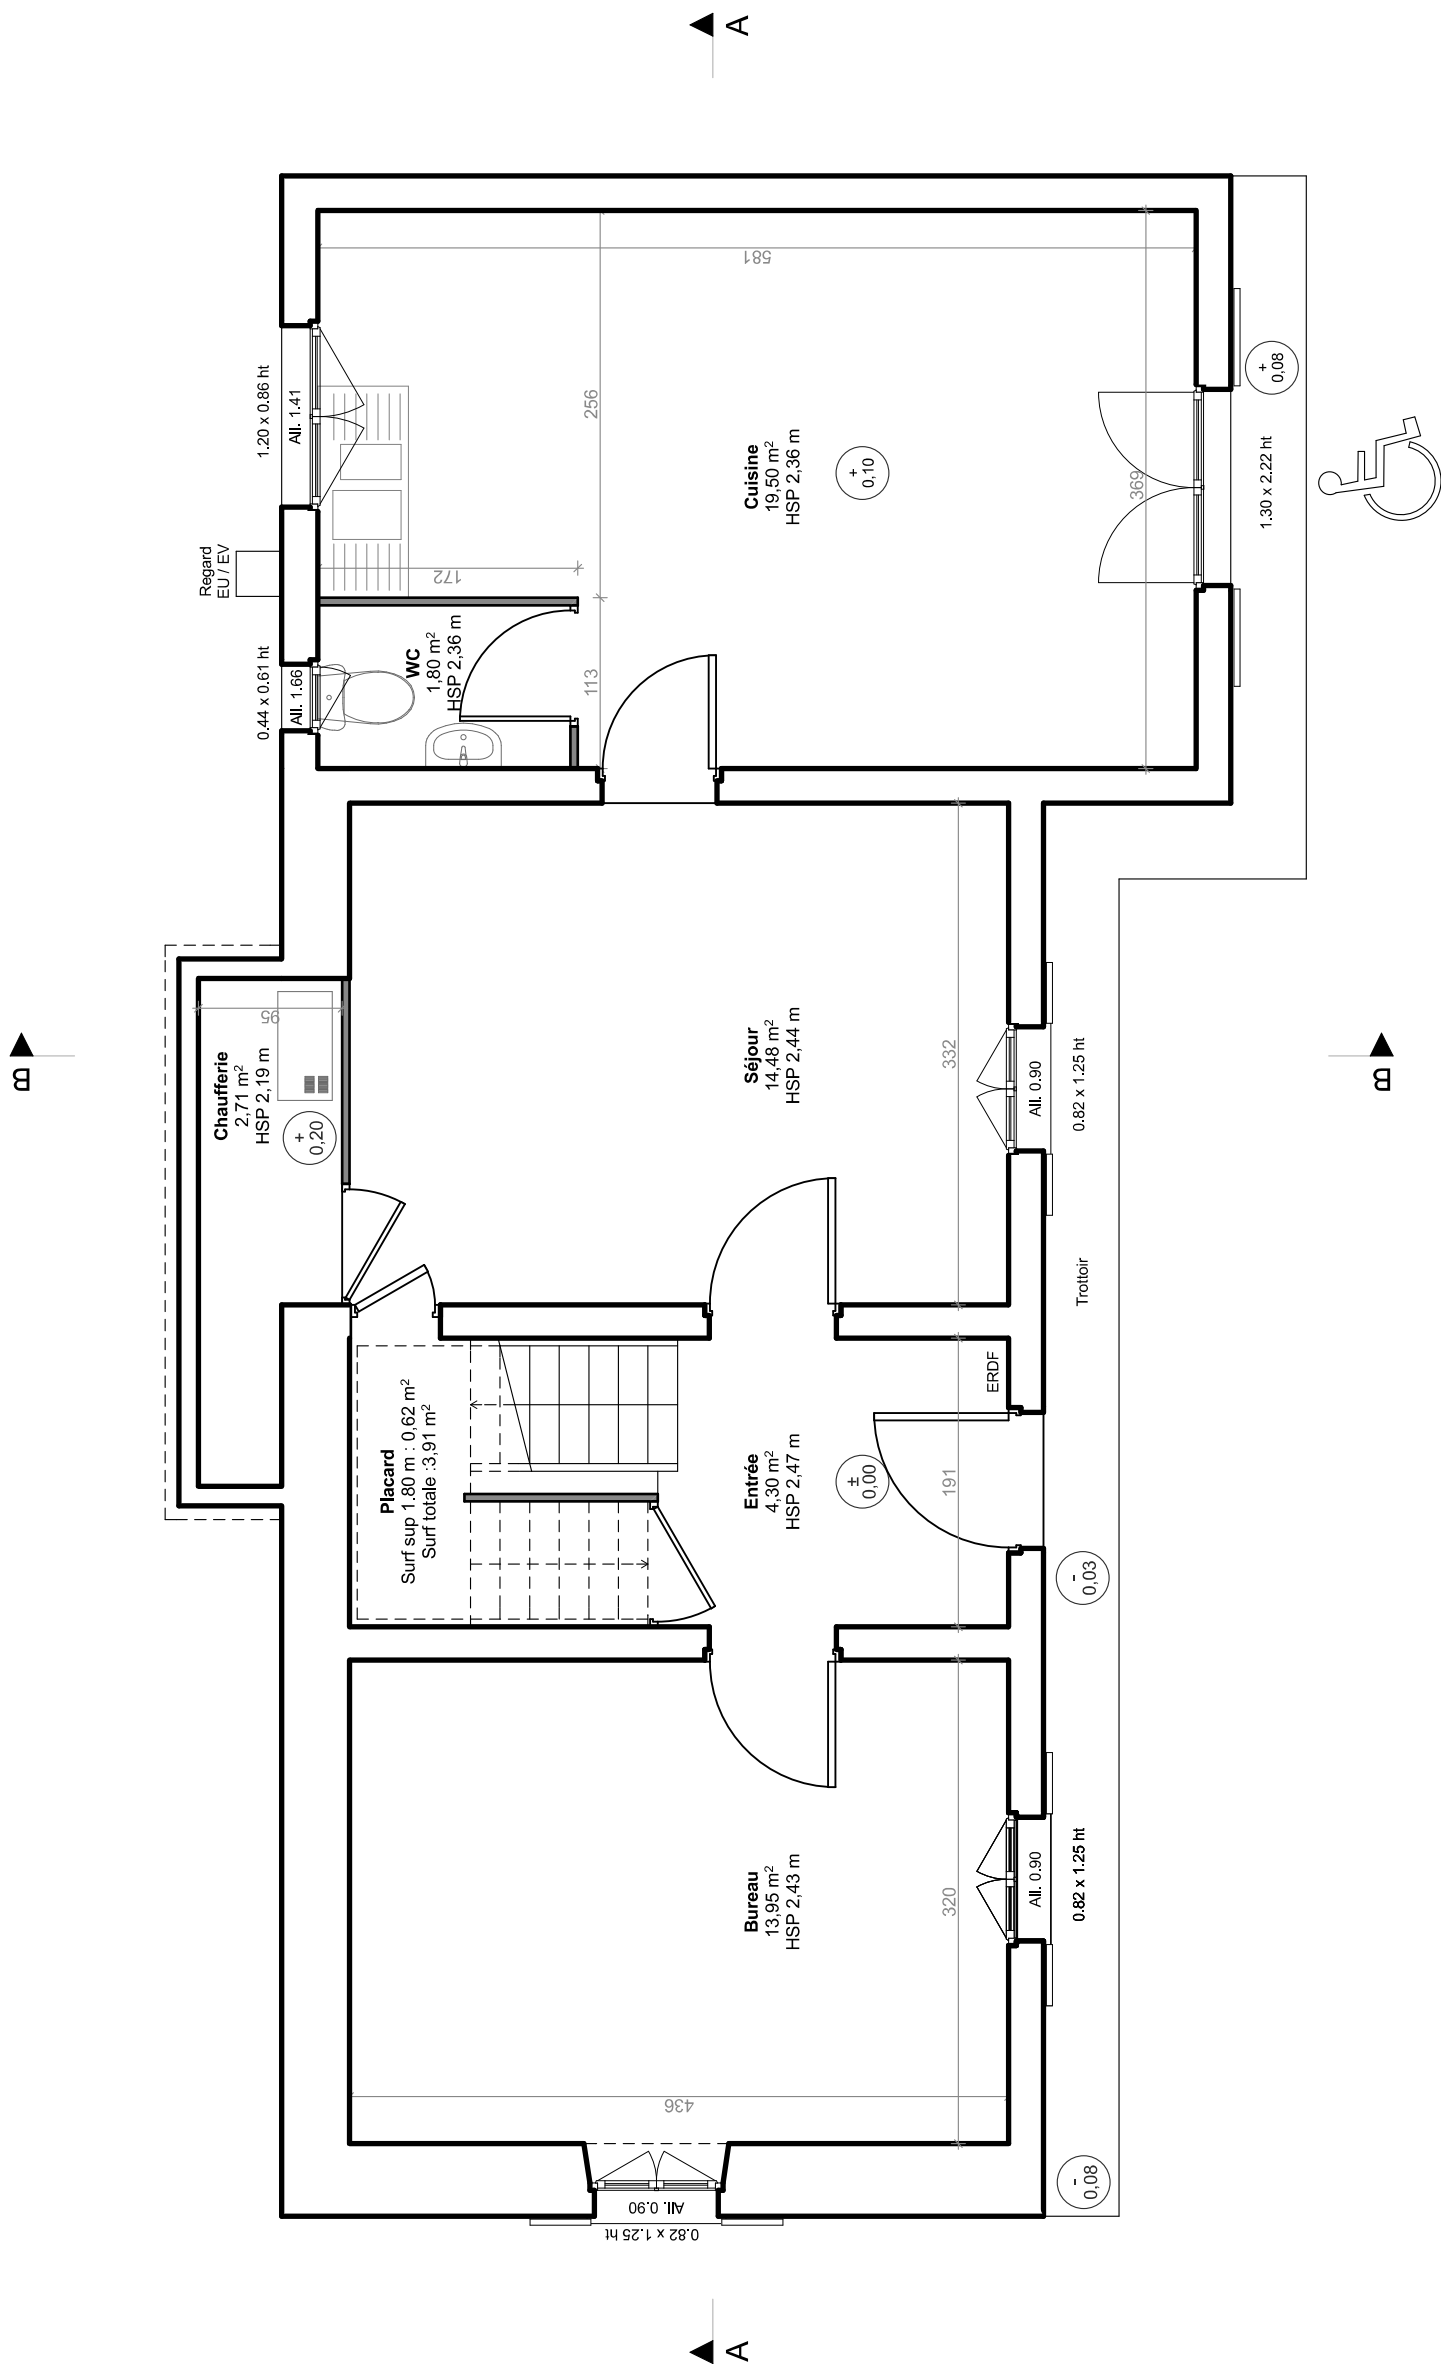 A
A
B
B
Regard
EU / EV
1.20 x 0.86 ht
All. 1.41
0.44 x 0.61 ht
All. 1.66
WC
1,80 m²
HSP 2,36 m
172
256
113
581
369
Cuisine
19,50 m²
HSP 2,36 m
+
0,10
+
0,08
1.30 x 2.22 ht
Chaufferie
2,71 m²
HSP 2,19 m
+
0,20
95
Séjour
14,48 m²
HSP 2,44 m
332
All. 0.90
0.82 x 1.25 ht
Trottoir
Placard
Surf sup 1.80 m : 0,62 m²
Surf totale :3,91 m²
Entrée
4,30 m²
HSP 2,47 m
±
0,00
ERDF
191
-
0,03
Bureau
13,95 m²
HSP 2,43 m
320
436
All. 0.90
0.82 x 1.25 ht
All. 0.90
0.82 x 1.25 ht
-
0,08